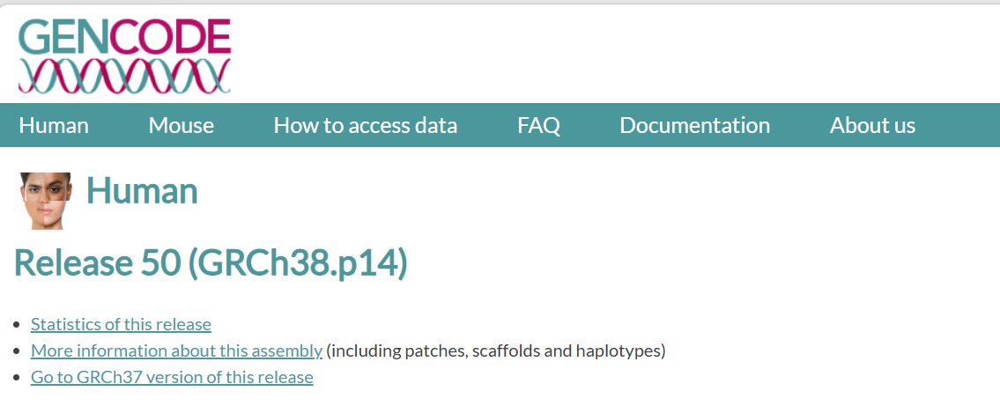 GENCODE
Human Mouse How to access data FAQ Documentation About us
Human
Release 50 (GRCh38.p14)
Statistics of this release
More information about this assembly (including patches, scaffolds and haplotypes)
Go to GRCh37 version of this release